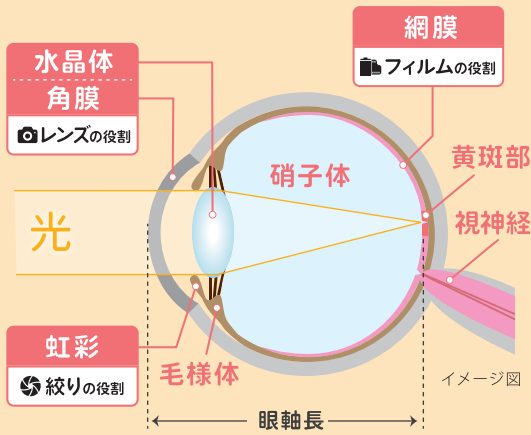 水晶体
角膜
レンズの役割
網膜
フィルムの役割
硝子体
黄斑部
視神経
光
虹彩
絞りの役割
毛様体
イメージ図
眼軸長